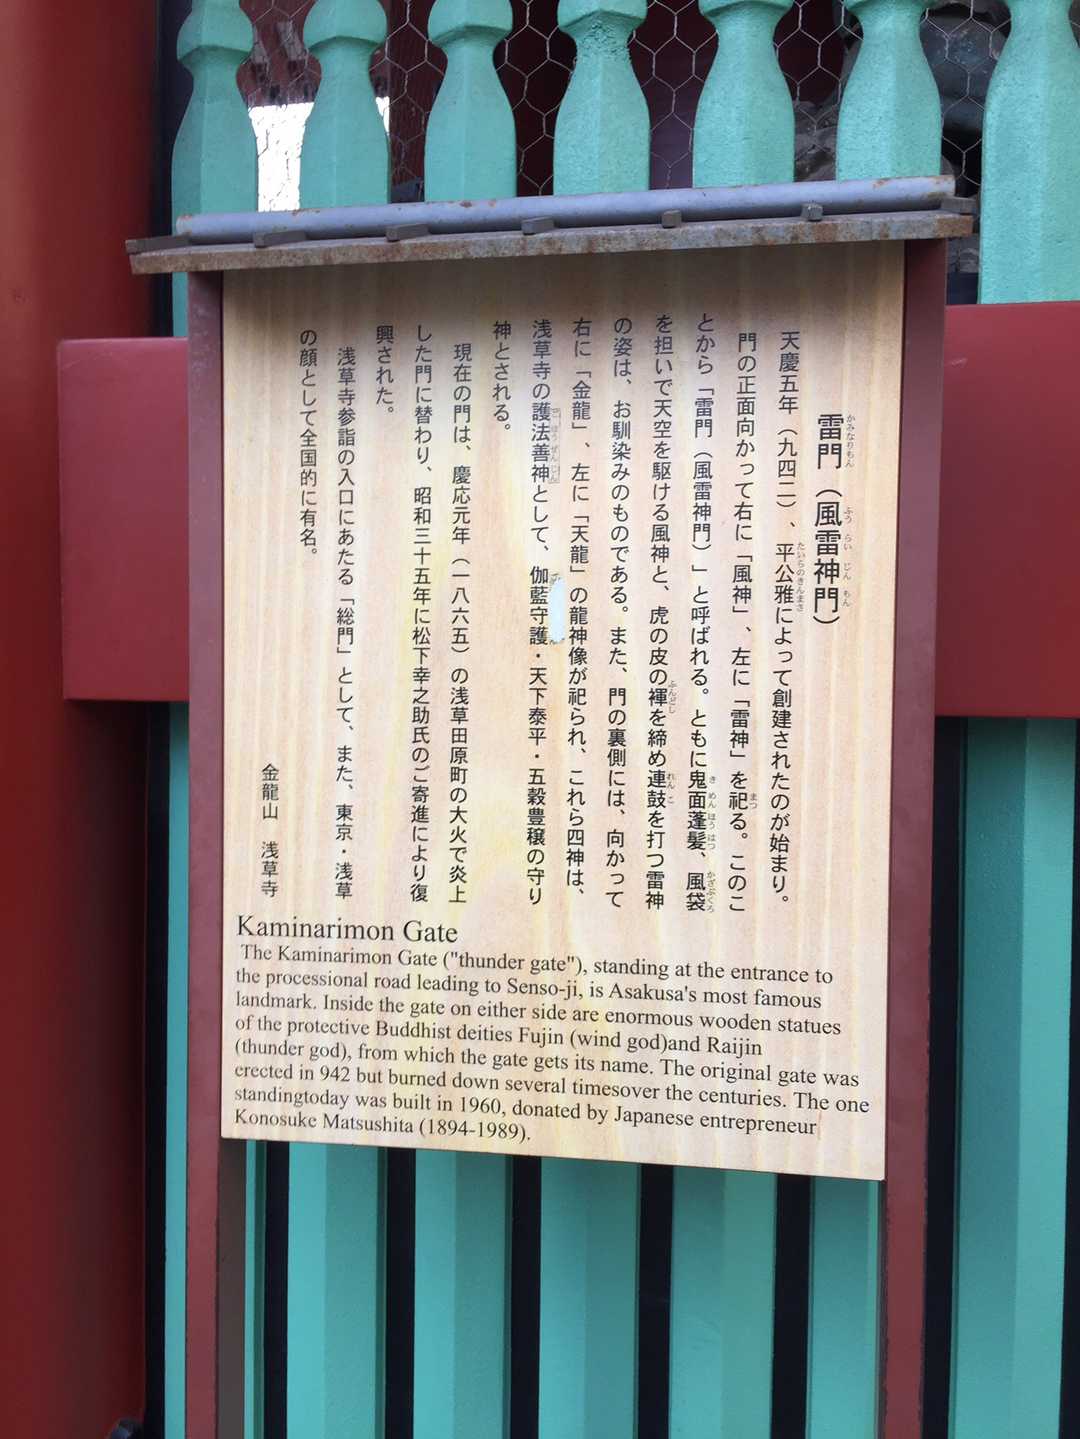 雷門（風雷神門）
天慶五年（九四二）、平公雅によって創建されたのが始まり。
門の正面向かって右に「風神」、左に「雷神」を祀る。このこ
とから「雷門（風雷神門）」と呼ばれる。ともに鬼面蓬髪、風袋
を担いで天空を駆ける風神と、虎の皮の褌を締め連鼓を打つ雷神
の姿は、お馴染みのものである。また、門の裏側には、向かって
右に「金龍」、左に「天龍」の龍神像が祀られ、これら四神は、
浅草寺の護法善神として、伽藍守護・天下泰平・五穀豊穣の守り
神とされる。
現在の門は、慶応元年（一八六五）の浅草田原町の大火で炎上
した門に替わり、昭和三十五年に松下幸之助氏のご寄進により復
興された。
浅草寺参詣の入口にあたる「総門」として、また、東京・浅草
の顔として全国的に有名。
金龍山 浅草寺
Kaminarimon Gate
The Kaminarimon Gate ("thunder gate"), standing at the entrance to
the processional road leading to Senso-ji, is Asakusa's most famous
landmark. Inside the gate on either side are enormous wooden statues
of the protective Buddhist deities Fujin (wind god)and Raijin
(thunder god), from which the gate gets its name. The original gate was
erected in 942 but burned down several timesover the centuries. The one
standingtoday was built in 1960, donated by Japanese entrepreneur
Konosuke Matsushita (1894-1989).